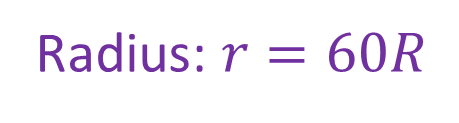 Radius: r = 60R